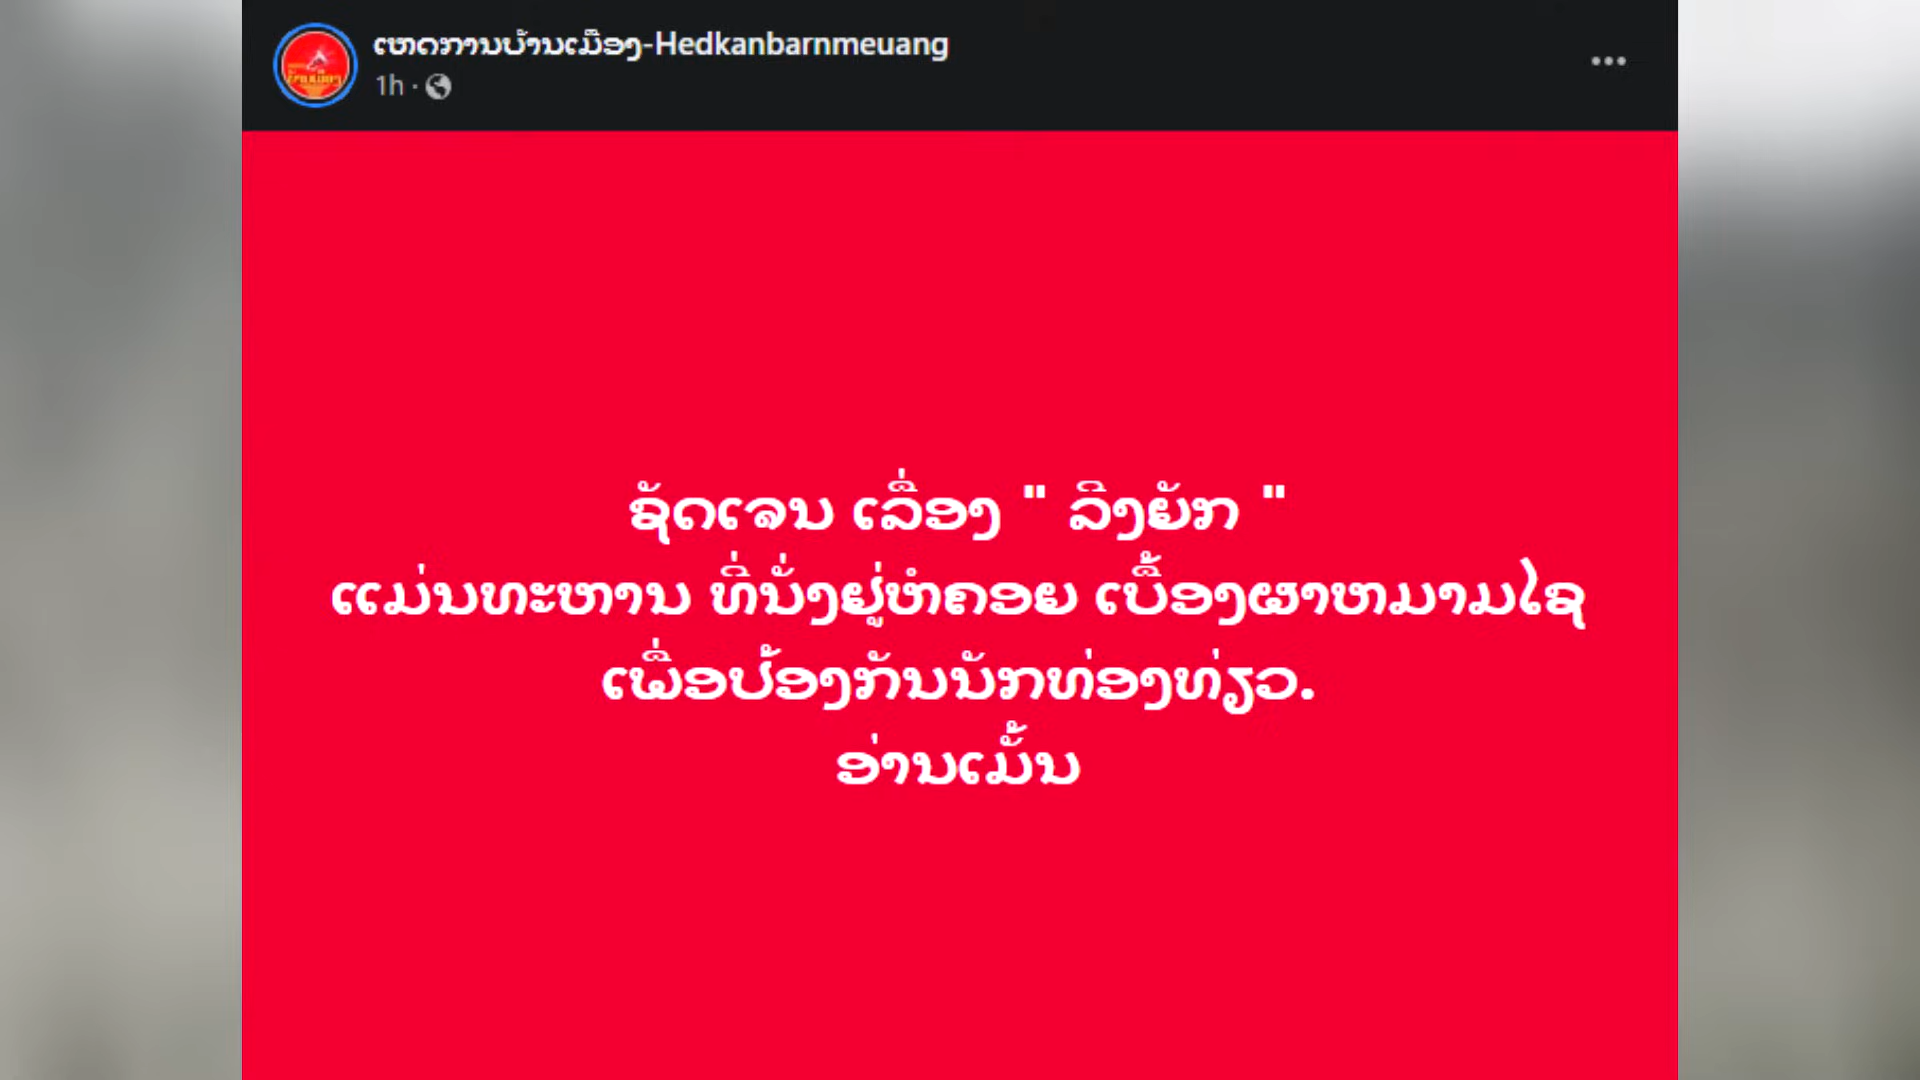 ເຫດການບ້ານເມືອງ-Hedkanbarnmeuang
1h ·
ຊັດເຈນ ເລື່ອງ " ລີງຍັກ "
ແມ່ນທະຫານ ທີ່ນັ່ງຢູ່ຫໍຄອຍ ເບື້ອງຜາຫມາມໄຊ
ເພື່ອປ້ອງກັນນັກທ່ອງທ່ຽວ.
ອ່ານເມັ້ນ